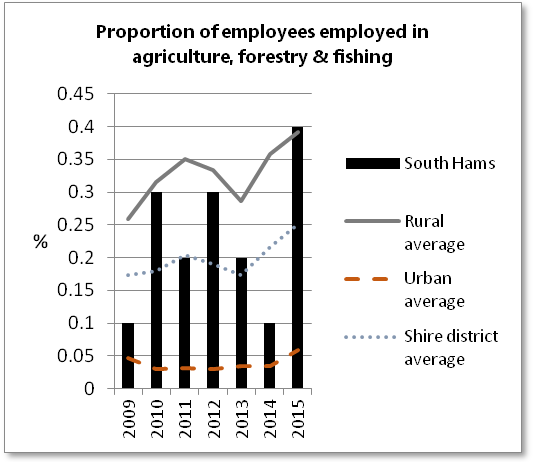 Proportion of employees employed in
agriculture, forestry & fishing
0.45
0.4
0.35
0.3
0.25
0.2
0.15
0.1
0.05
0
%
2009
2010
2011
2012
2013
2014
2015
South Hams
Rural
average
Urban
average
Shire district
average